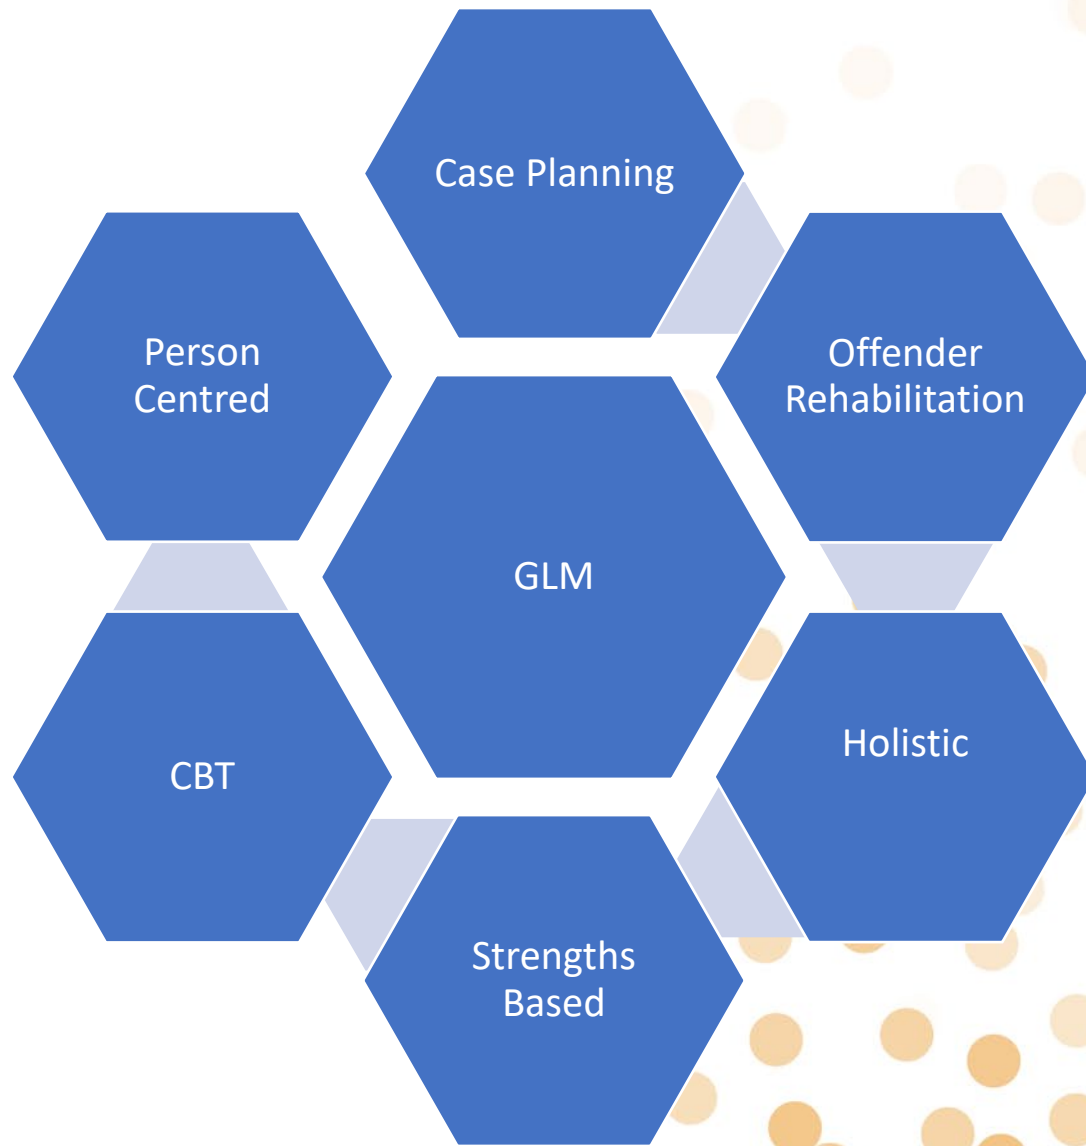 Case Planning
Person
Centred
Offender
Rehabilitation
GLM
CBT
Holistic
Strengths
Based